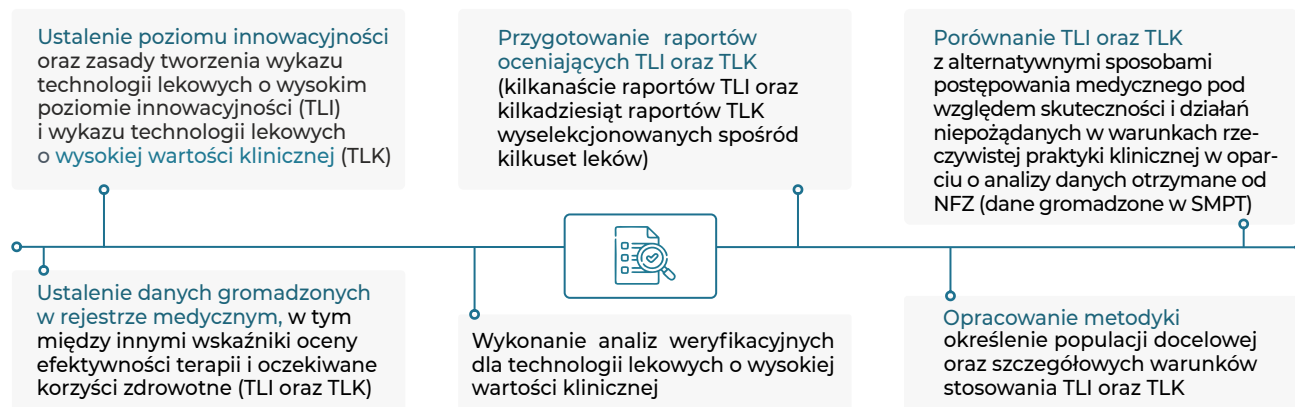 Ustalenie poziomu innowacyjności
oraz zasady tworzenia wykazu
technologii lekowych o wysokim
poziomie innowacyjności (TLI)
i wykazu technologii lekowych
o wysokiej wartości klinicznej (TLK)
Przygotowanie raportów
oceniających TLI oraz TLK
(kilkanaście raportów TLI oraz
kilkadziesiąt raportów TLK
wyselekcjonowanych spośród
kilkuset leków)
Porównanie TLI oraz TLK
z alternatywnymi sposobami
postępowania medycznego pod
względem skuteczności i działań
niepożądanych w warunkach rze-
czywistej praktyki klinicznej w opar-
ciu o analizy danych otrzymane od
NFZ (dane gromadzone w SMPT)
Ustalenie danych gromadzonych
w rejestrze medycznym, w tym
między innymi wskaźniki oceny
efektywności terapii i oczekiwane
korzyści zdrowotne (TLI oraz TLK)
Wykonanie analiz weryfikacyjnych
dla technologii lekowych o wysokiej
wartości klinicznej
Opracowanie metodyki
określenie populacji docelowej
oraz szczegółowych warunków
stosowania TLI oraz TLK